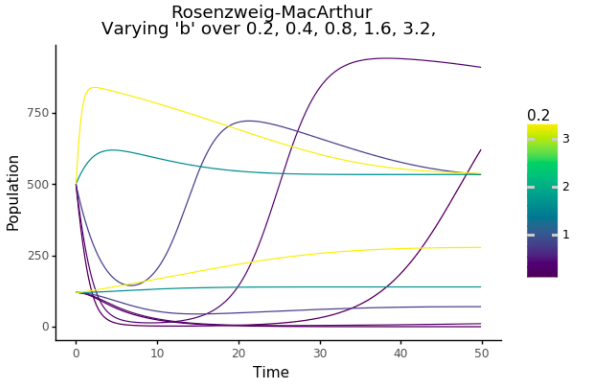 Rosenzweig-MacArthur
Varying 'b' over 0.2, 0.4, 0.8, 1.6, 3.2,
Population
750
500
250
0
0 10 20 30 40 50
Time
0.2
3
2
1